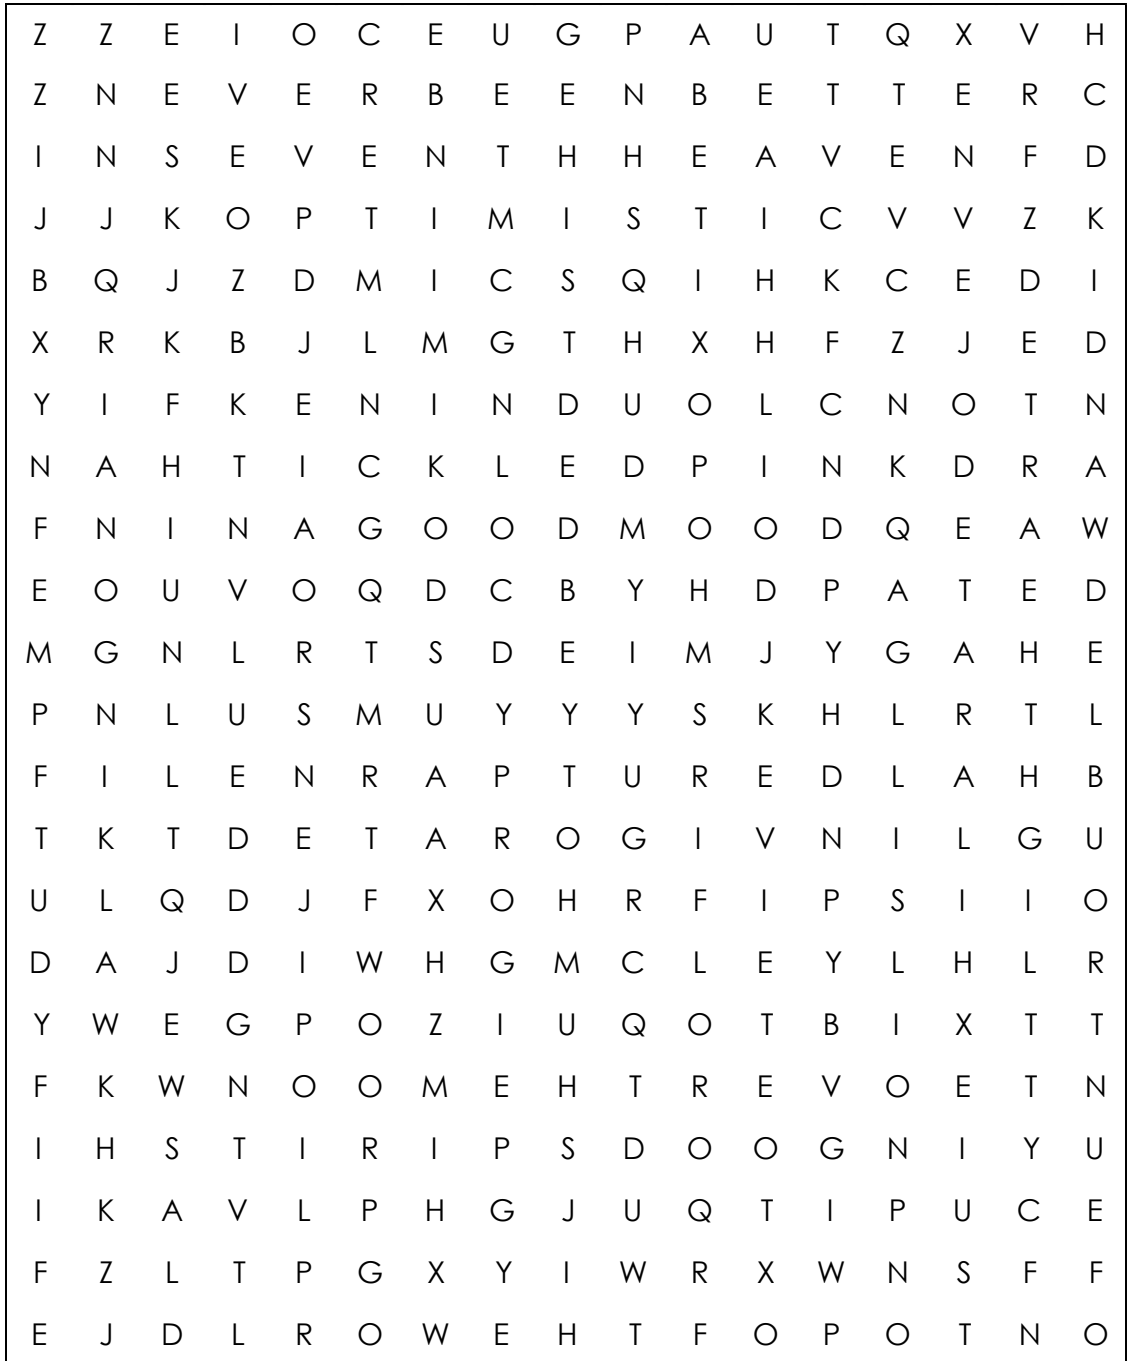 Z Z E I O C E U G P A U T Q X V H
Z N E V E R B E E N B E T T E R C
I N S E V E N T H H E A V E N F D
J J K O P T I M I S T I C V V Z K
B Q J Z D M I C S Q I H K C E D I
X R K B J L M G T H X H F Z J E D
Y I F K E N I N D U O L C N O T N
N A H T I C K L E D P I N K D R A
F N I N A G O O D M O O D Q E A W
E O U V O Q D C B Y H D P A T E D
M G N L R T S D E I M J Y G A H E
P N L U S M U Y Y Y S K H L R T L
F I L E N R A P T U R E D L A H B
T K T D E T A R O G I V N I L G U
U L Q D J F X O H R F I P S I I O
D A J D I W H G M C L E Y L H L R
Y W E G P O Z I U Q O T B I X T T
F K W N O O M E H T R E V O E T N
I H S T I R I P S D O O G N I Y U
I K A V L P H G J U Q T I P U C E
F Z L T P G X Y I W R X W N S F F
E J D L R O W E H T F O P O T N O